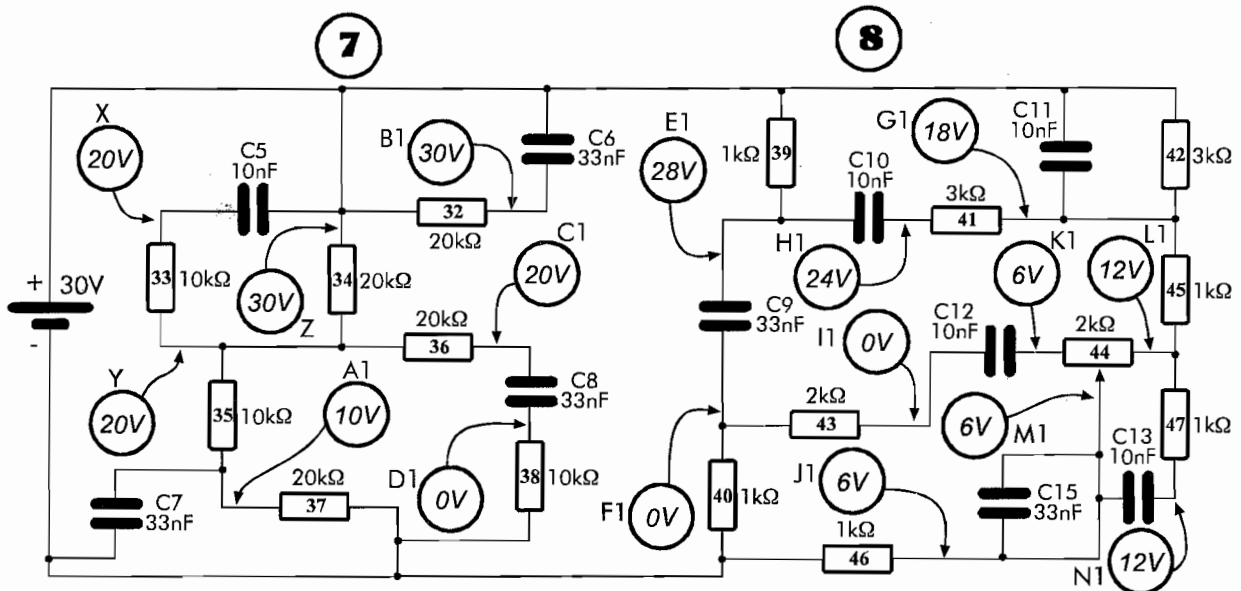 7
8
X
20V
C5
10nF
B1
30V
C6
33nF
E1
28V
1kΩ
39
G1
18V
C11
10nF
42
3kΩ
C10
10nF
3kΩ
41
32
20kΩ
C1
20V
H1
24V
K1
6V
L1
12V
+
30V
-
33
10kΩ
30V
Z
34
20kΩ
20kΩ
36
C9
33nF
I1
0V
C12
10nF
2kΩ
44
45
1kΩ
Y
20V
35
10kΩ
A1
10V
C8
33nF
2kΩ
43
6V
M1
47
1kΩ
C7
33nF
20kΩ
37
D1
0V
38
10kΩ
F1
0V
40
1kΩ
J1
6V
1kΩ
46
C15
33nF
C13
10nF
N1
12V